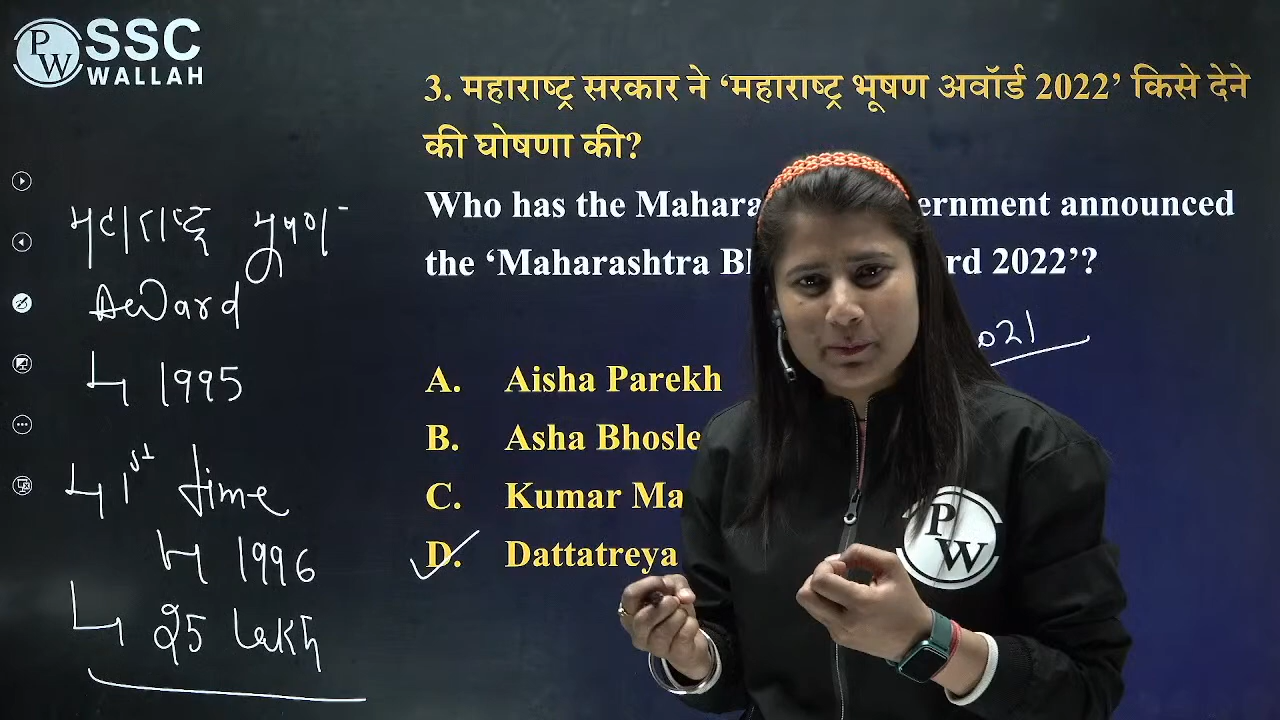 PW SSC
WALLAH
3. महाराष्ट्र सरकार ने ‘महाराष्ट्र भूषण अवॉर्ड 2022’ किसे देने
की घोषणा की?
Who has the Mahara ernment announced
the ‘Maharashtra Bh rd 2022’?
A. Aisha Parekh
B. Asha Bhosle
C. Kumar Ma
D. Dattatreya
महाराष्ट्र भुषण
Award
1995
1st time
1996
25 Lakh
021
PW